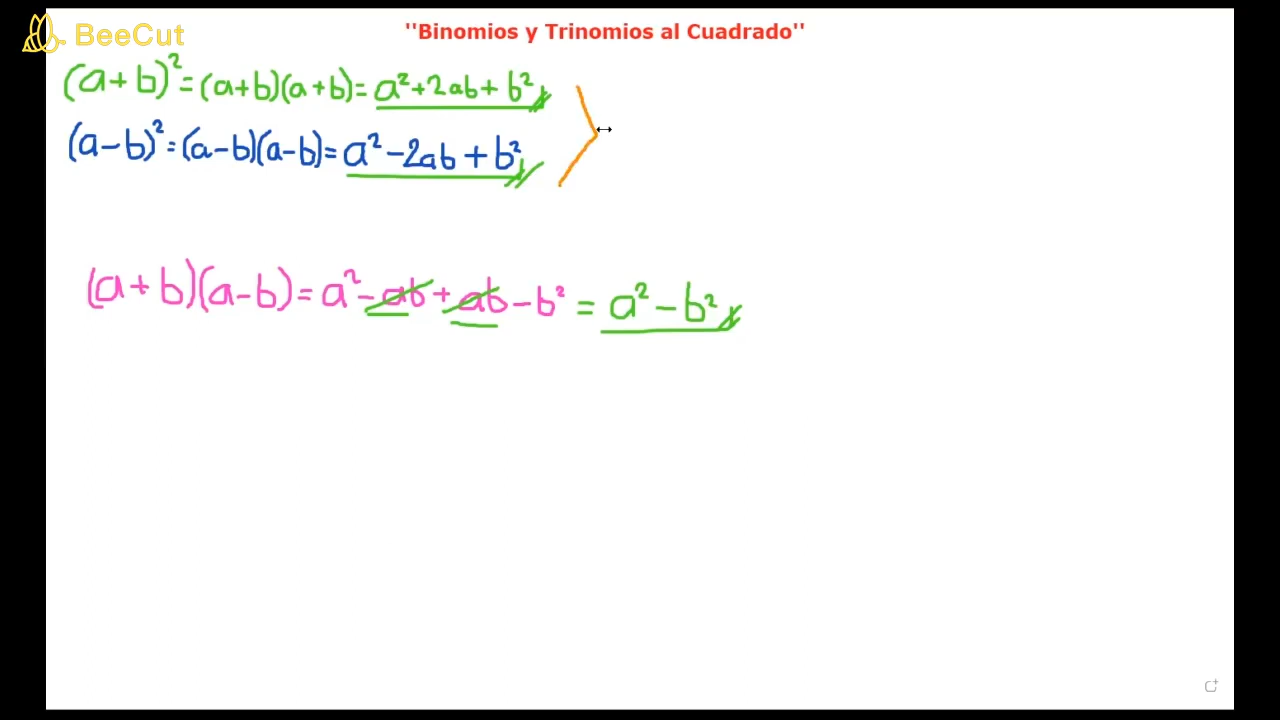 BeeCut
''Binomios y Trinomios al Cuadrado''
(a+b)² = (a+b)(a+b) = a²+2ab+b²
(a-b)² = (a-b)(a-b) = a²-2ab+b²
(a+b)(a-b) = a²-ab+ab-b² = a²-b²